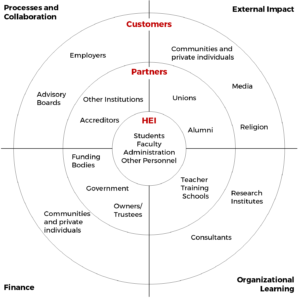 Processes and
Collaboration
External Impact
Customers
Employers
Communities and
private individuals
Partners
Media
Advisory
Boards
Other Institutions
Unions
Accreditors
HEI
Alumni
Religion
Students
Faculty
Administration
Other Personnel
Funding
Bodies
Government
Teacher
Training
Schools
Research
Institutes
Owners/
Trustees
Communities
and private
individuals
Consultants
Finance
Organizational
Learning